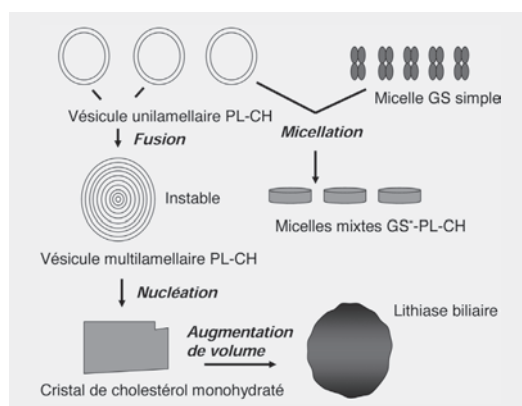 Vésicule unilamellaire PL-CH
Micelle GS simple
Fusion
Micellation
Instable
Micelles mixtes GS*-PL-CH
Vésicule multilamellaire PL-CH
Nucléation
Lithiase biliaire
Augmentation
de volume
Cristal de cholestérol monohydraté